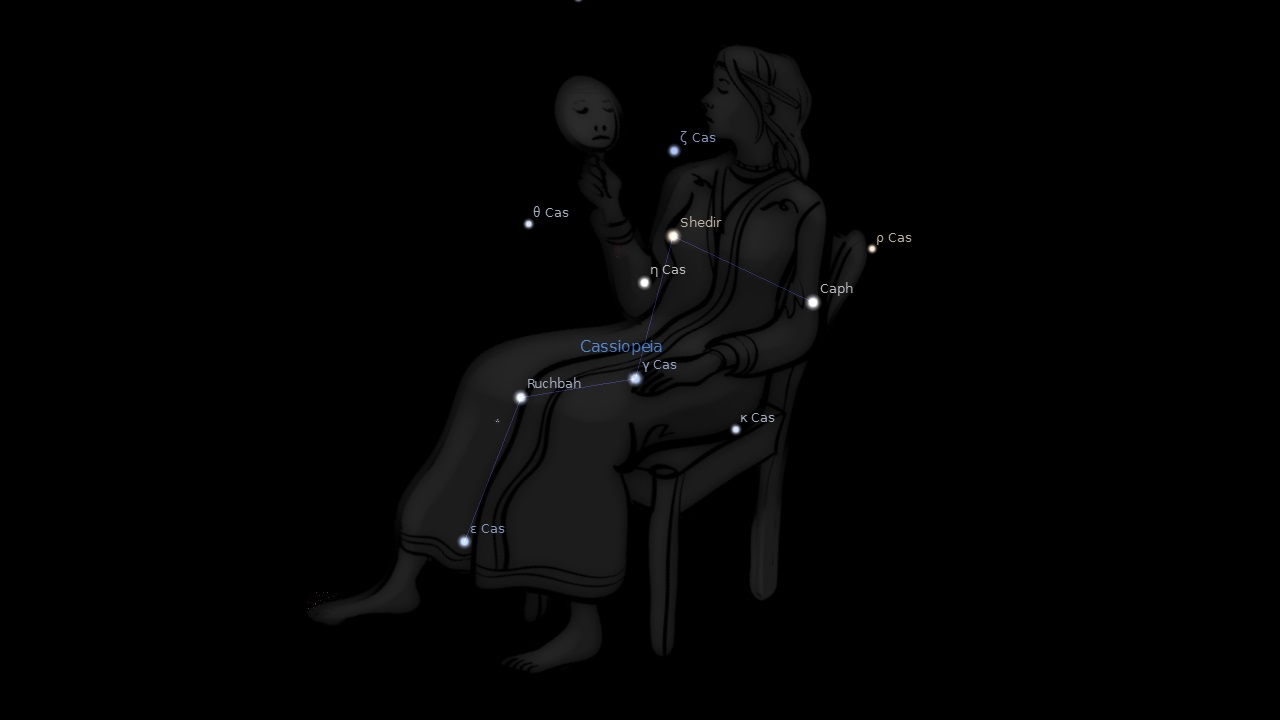 ζ Cas
θ Cas
Shedir
ρ Cas
η Cas
Caph
Cassiopeia
γ Cas
Ruchbah
κ Cas
ε Cas